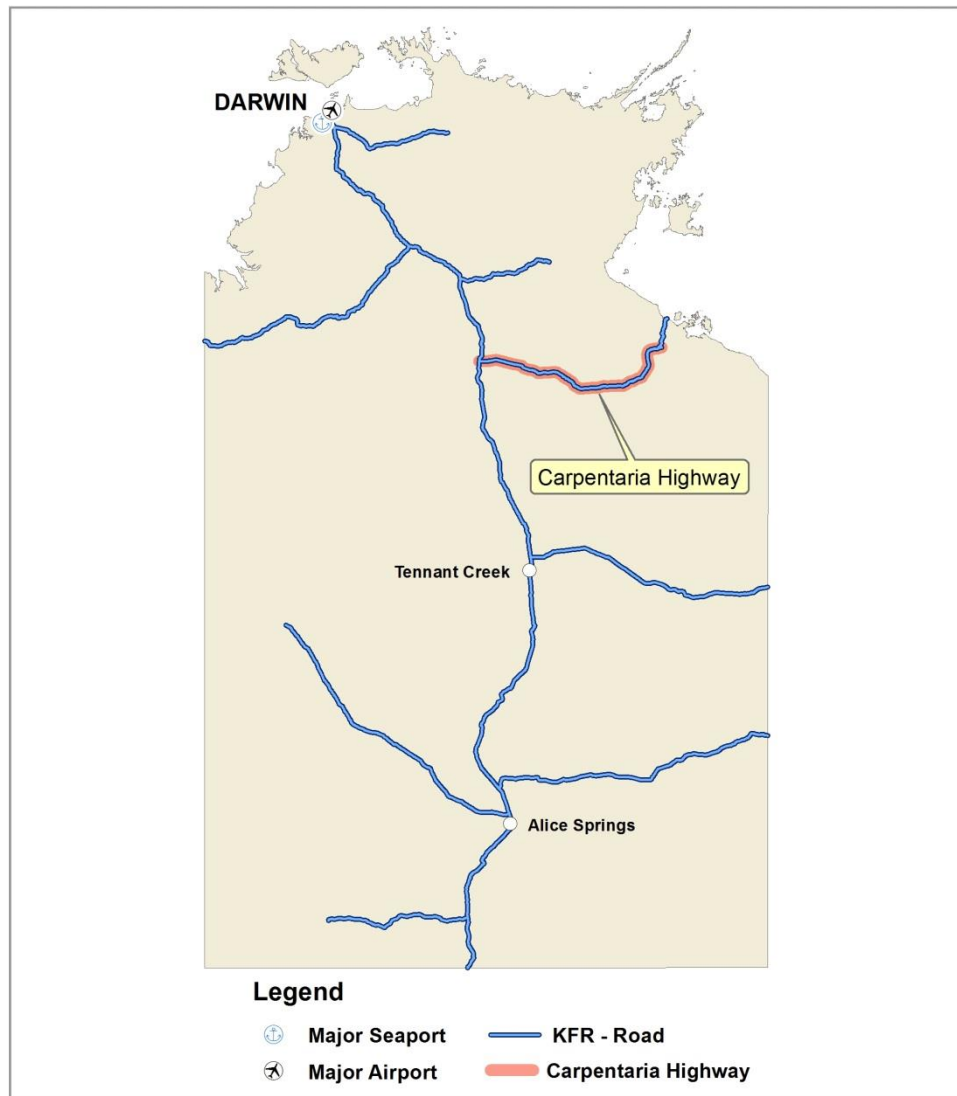 DARWIN
Carpentaria Highway
Tennant Creek
Alice Springs
Legend
Major Seaport
KFR - Road
Major Airport
Carpentaria Highway